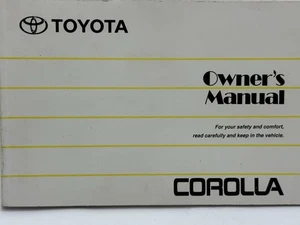 TOYOTA
Owner's
Manual
For your safety and comfort,
read carefully and keep in the vehicle.
COROLLA